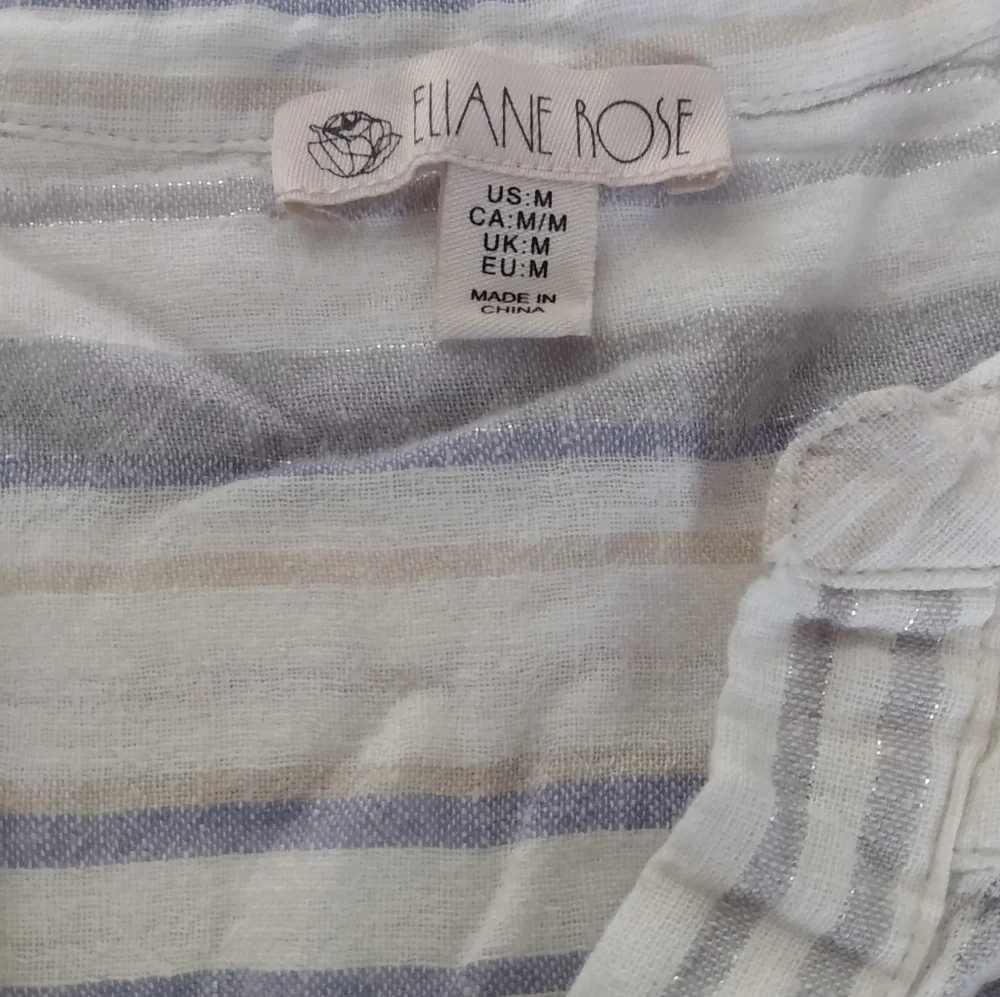 ELIANE ROSE
US:M
CA:M/M
UK:M
EU:M
MADE IN
CHINA